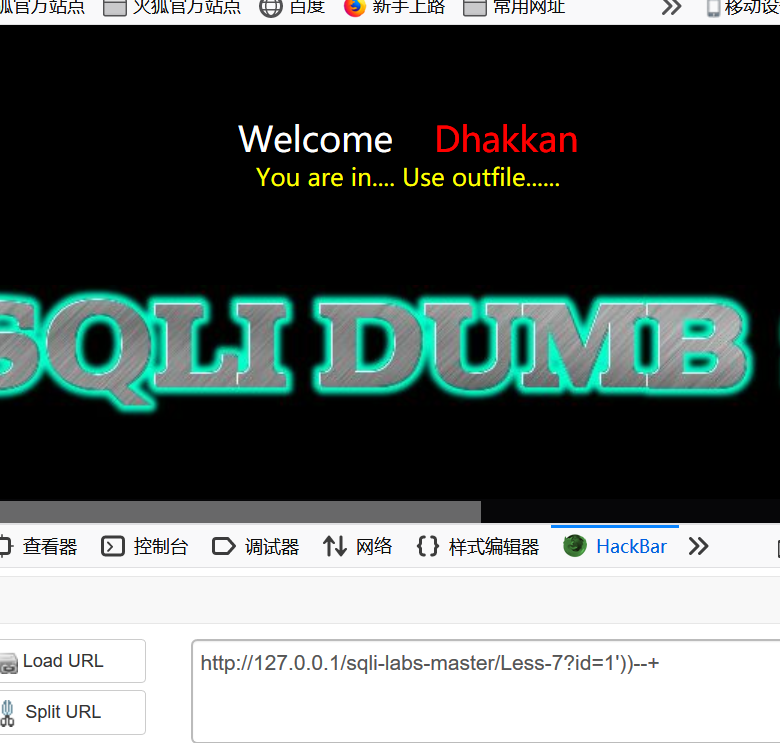 狐官方站点 火狐官方站点 百度 新手上路 常用网址 移动设
Welcome Dhakkan
You are in.... Use outfile......
SQLI DUMB
查看器 控制台 调试器 网络 {} 样式编辑器 HackBar
Load URL
http://127.0.0.1/sqli-labs-master/Less-7?id=1'))--+
Split URL